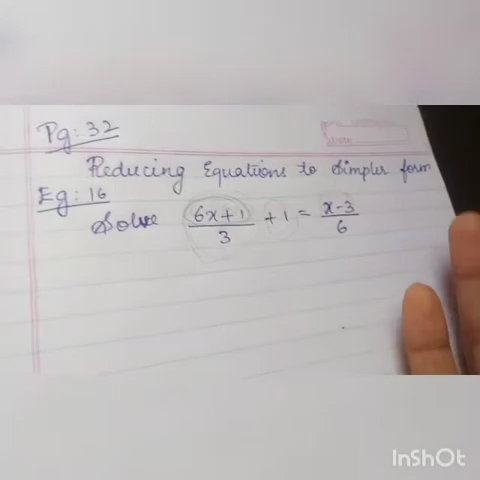 Pg: 32
Reducing Equations to simpler form
Eg: 16
Solve (6x+1)/3 + 1 = (x-3)/6
InShOt